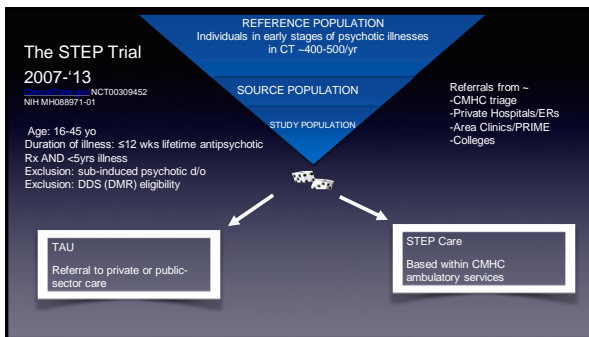 REFERENCE POPULATION
Individuals in early stages of psychotic illnesses
in CT ~400-500/yr
The STEP Trial
2007-'13
ClinicalTrials.gov NCT00309452
NIH MH088971-01
SOURCE POPULATION
STUDY POPULATION
Referrals from ~
-CMHC triage
-Private Hospitals/ERs
-Area Clinics/PRIME
-Colleges
Age: 16-45 yo
Duration of illness: ≤12 wks lifetime antipsychotic
Rx AND <5yrs illness
Exclusion: sub-induced psychotic d/o
Exclusion: DDS (DMR) eligibility
TAU
Referral to private or public-
sector care
STEP Care
Based within CMHC
ambulatory services